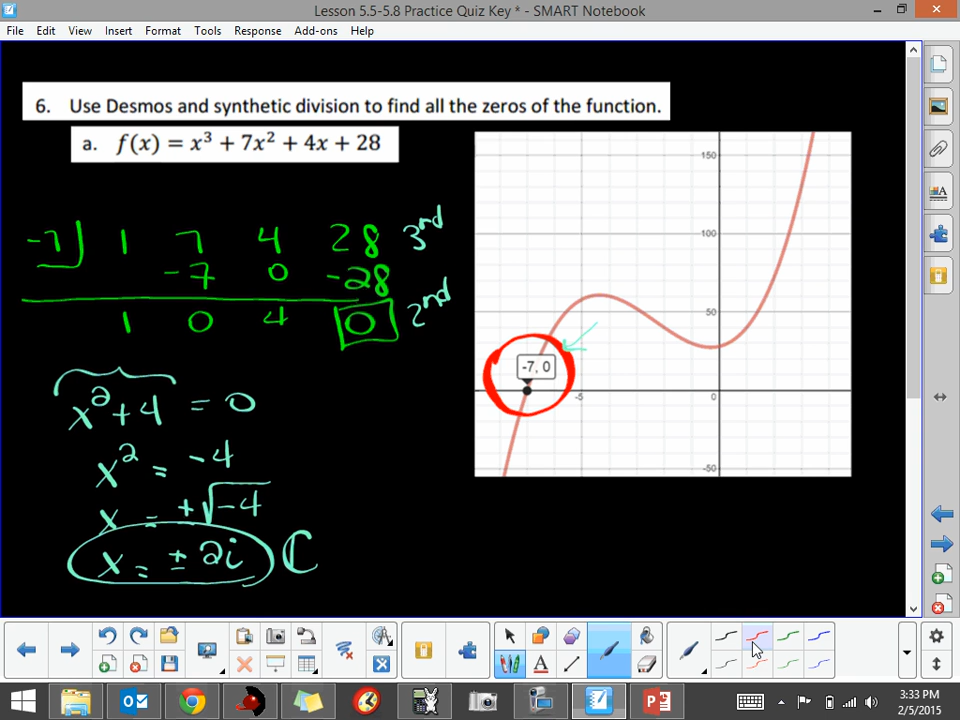 Lesson 5.5-5.8 Practice Quiz Key * - SMART Notebook
File Edit View Insert Format Tools Response Add-ons Help
6. Use Desmos and synthetic division to find all the zeros of the function.
a. f(x) = x³ + 7x² + 4x + 28
-7 1 7 4 28 3rd
-7 0 -28
1 0 4 0 2nd
x² + 4 = 0
x² = -4
x = +√-4
x = ± 2i ℂ
150
100
50
-7, 0
-5 0
-50
3:33 PM
2/5/2015